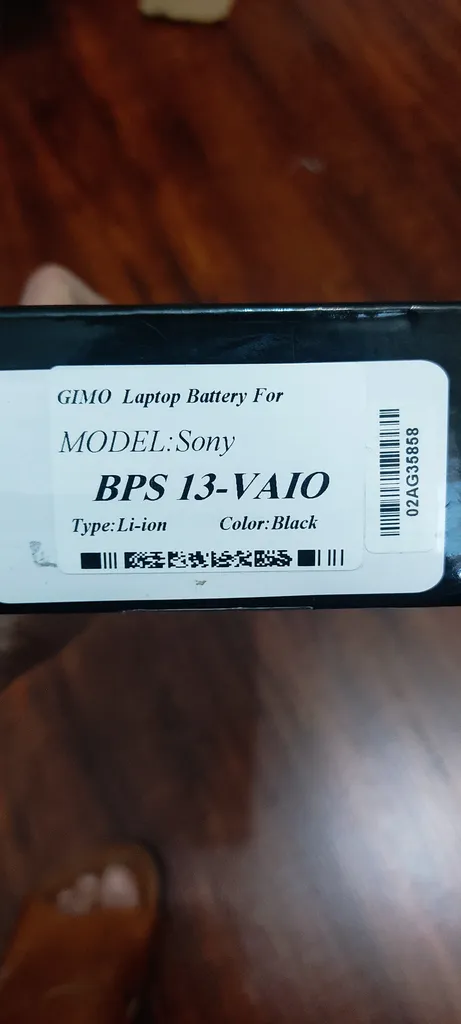 GIMO Laptop Battery For
MODEL:Sony
BPS 13-VAIO
Type:Li-ion Color:Black
02AG35858